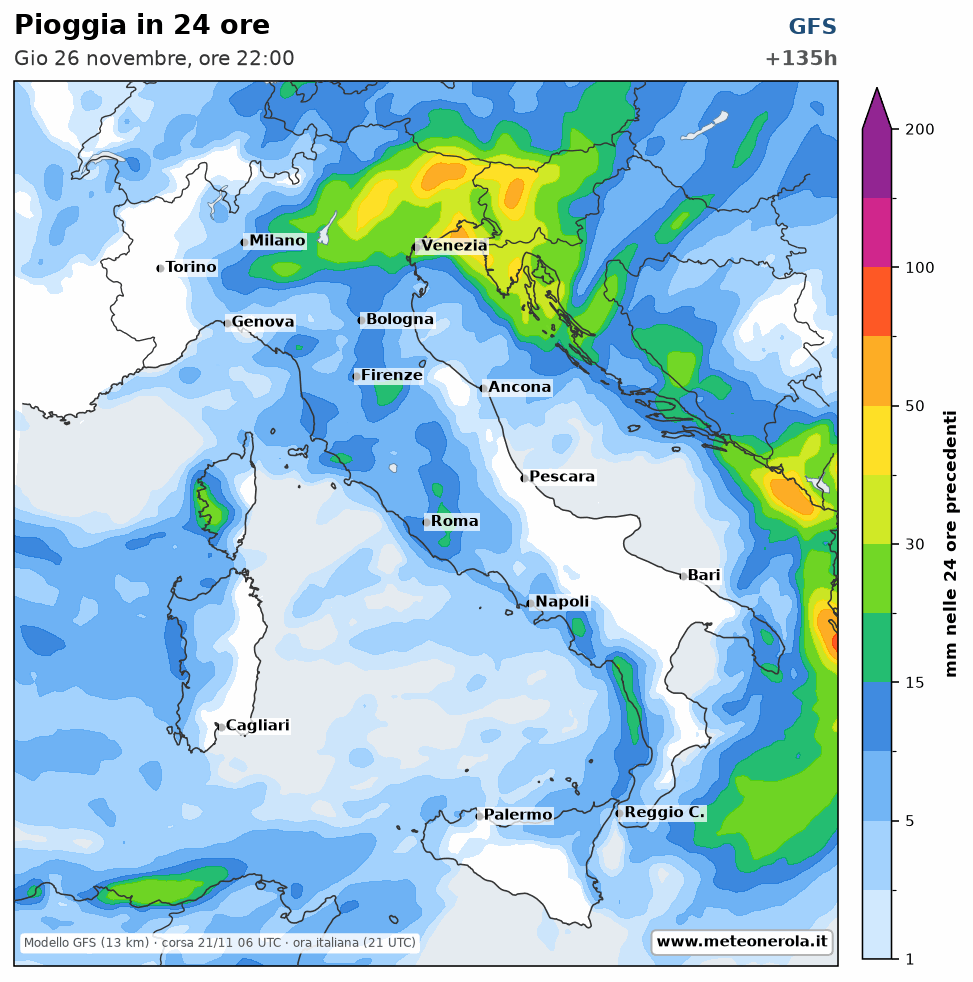 Pioggia in 24 ore
GFS
Gio 26 novembre, ore 22:00
+135h
Milano
Venezia
Torino
Genova
Bologna
Firenze
Ancona
Pescara
Roma
Bari
Napoli
Cagliari
Palermo
Reggio C.
200
100
50
30
15
5
1
mm nelle 24 ore precedenti
Modello GFS (13 km) · corsa 21/11 06 UTC · ora italiana (21 UTC)
www.meteonerola.it